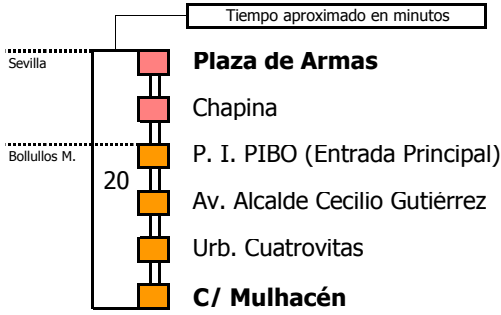 Tiempo aproximado en minutos
Sevilla
Plaza de Armas
Chapina
Bollullos M.
P. I. PIBO (Entrada Principal)
20
Av. Alcalde Cecilio Gutiérrez
Urb. Cuatrovitas
C/ Mulhacén